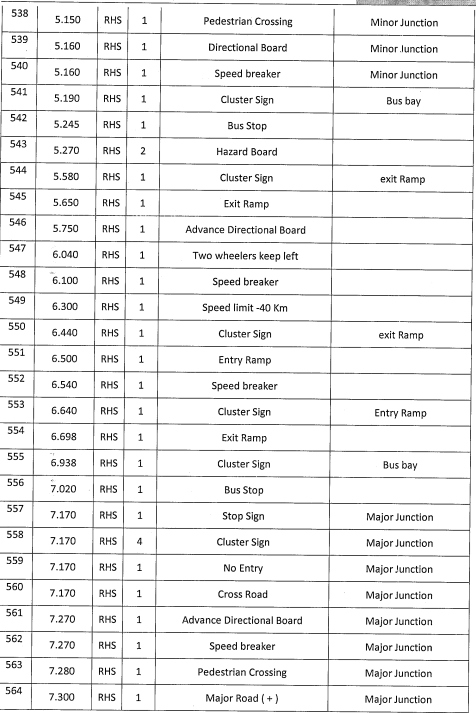 538 5.150 RHS 1 Pedestrian Crossing Minor Junction
539 5.160 RHS 1 Directional Board Minor Junction
540 5.160 RHS 1 Speed breaker Minor Junction
541 5.190 RHS 1 Cluster Sign Bus bay
542 5.245 RHS 1 Bus Stop
543 5.270 RHS 2 Hazard Board
544 5.580 RHS 1 Cluster Sign exit Ramp
545 5.650 RHS 1 Exit Ramp
546 5.750 RHS 1 Advance Directional Board
547 6.040 RHS 1 Two wheelers keep left
548 6.100 RHS 1 Speed breaker
549 6.300 RHS 1 Speed limit -40 Km
550 6.440 RHS 1 Cluster Sign exit Ramp
551 6.500 RHS 1 Entry Ramp
552 6.540 RHS 1 Speed breaker
553 6.640 RHS 1 Cluster Sign Entry Ramp
554 6.698 RHS 1 Exit Ramp
555 6.938 RHS 1 Cluster Sign Bus bay
556 7.020 RHS 1 Bus Stop
557 7.170 RHS 1 Stop Sign Major Junction
558 7.170 RHS 4 Cluster Sign Major Junction
559 7.170 RHS 1 No Entry Major Junction
560 7.170 RHS 1 Cross Road Major Junction
561 7.270 RHS 1 Advance Directional Board Major Junction
562 7.270 RHS 1 Speed breaker Major Junction
563 7.280 RHS 1 Pedestrian Crossing Major Junction
564 7.300 RHS 1 Major Road ( + ) Major Junction